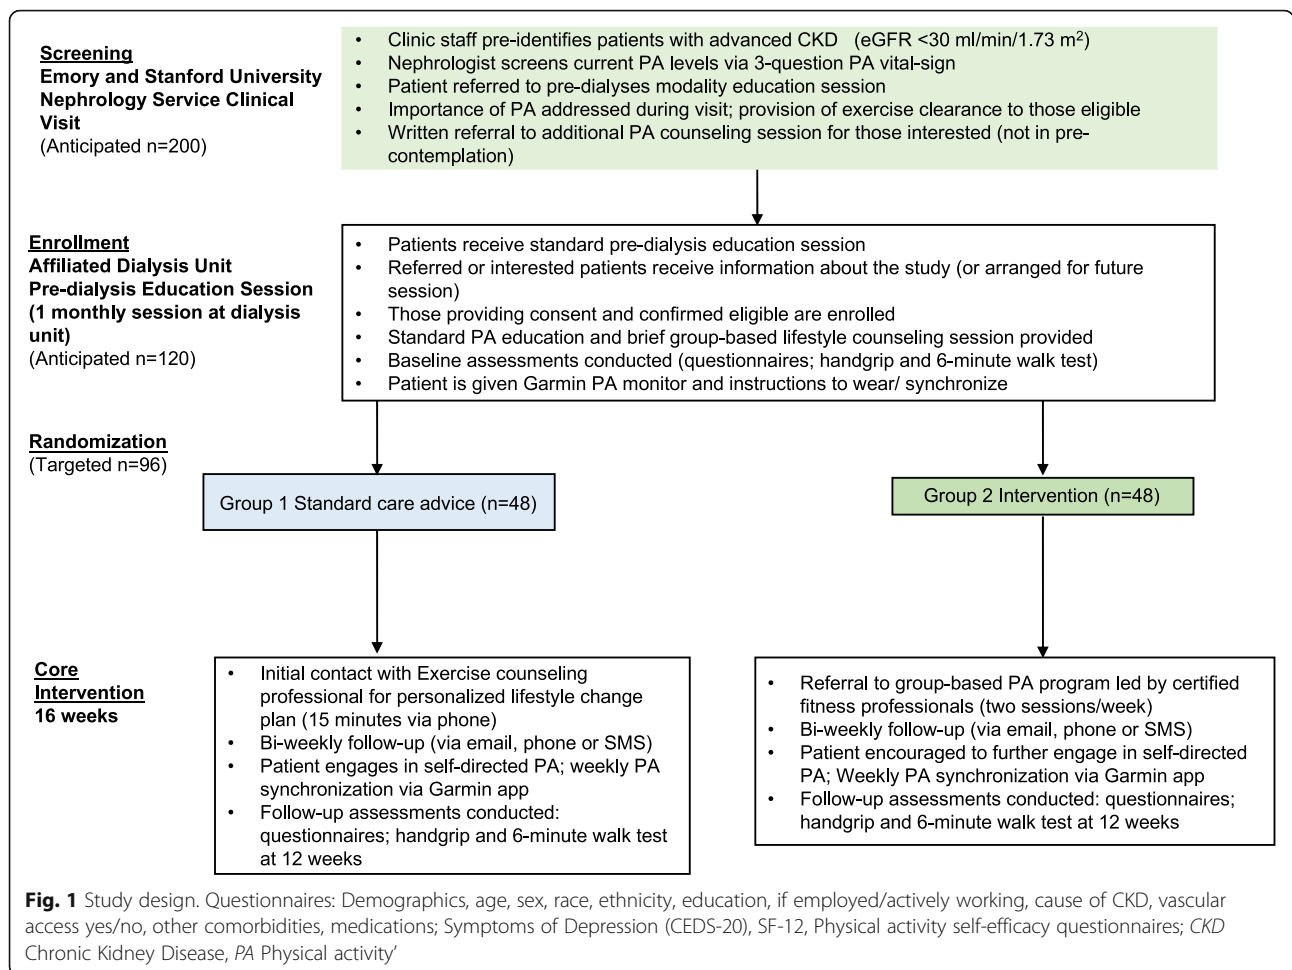 Screening
Emory and Stanford University
Nephrology Service Clinical
Visit
(Anticipated n=200)
• Clinic staff pre-identifies patients with advanced CKD (eGFR <30 ml/min/1.73 m²)
• Nephrologist screens current PA levels via 3-question PA vital-sign
• Patient referred to pre-dialyses modality education session
• Importance of PA addressed during visit; provision of exercise clearance to those eligible
• Written referral to additional PA counseling session for those interested (not in pre-
contemplation)
Enrollment
Affiliated Dialysis Unit
Pre-dialysis Education Session
(1 monthly session at dialysis
unit)
(Anticipated n=120)
• Patients receive standard pre-dialysis education session
• Referred or interested patients receive information about the study (or arranged for future
session)
• Those providing consent and confirmed eligible are enrolled
• Standard PA education and brief group-based lifestyle counseling session provided
• Baseline assessments conducted (questionnaires; handgrip and 6-minute walk test)
• Patient is given Garmin PA monitor and instructions to wear/ synchronize
Randomization
(Targeted n=96)
Group 1 Standard care advice (n=48)
Group 2 Intervention (n=48)
Core
Intervention
16 weeks
• Initial contact with Exercise counseling
professional for personalized lifestyle change
plan (15 minutes via phone)
• Bi-weekly follow-up (via email, phone or SMS)
• Patient engages in self-directed PA; weekly PA
synchronization via Garmin app
• Follow-up assessments conducted:
questionnaires; handgrip and 6-minute walk test
at 12 weeks
• Referral to group-based PA program led by certified
fitness professionals (two sessions/week)
• Bi-weekly follow-up (via email, phone or SMS)
• Patient encouraged to further engage in self-directed
PA; Weekly PA synchronization via Garmin app
• Follow-up assessments conducted: questionnaires;
handgrip and 6-minute walk test at 12 weeks
Fig. 1 Study design. Questionnaires: Demographics, age, sex, race, ethnicity, education, if employed/actively working, cause of CKD, vascular
access yes/no, other comorbidities, medications; Symptoms of Depression (CEDS-20), SF-12, Physical activity self-efficacy questionnaires; CKD
Chronic Kidney Disease, PA Physical activity’